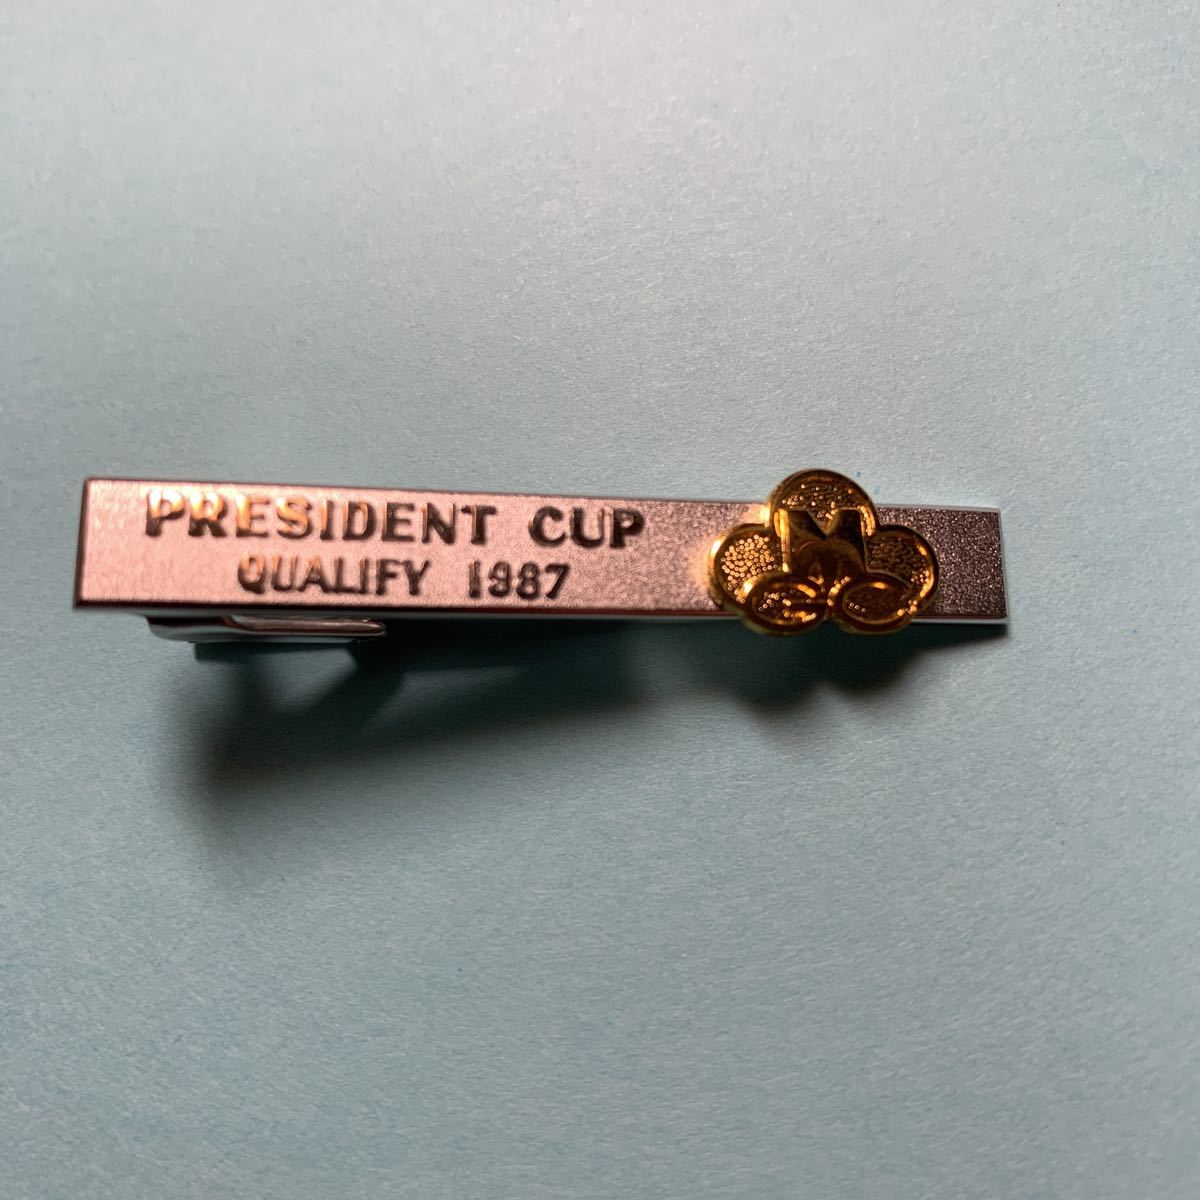 PRESIDENT CUP
QUALIFY 1987
M
G C